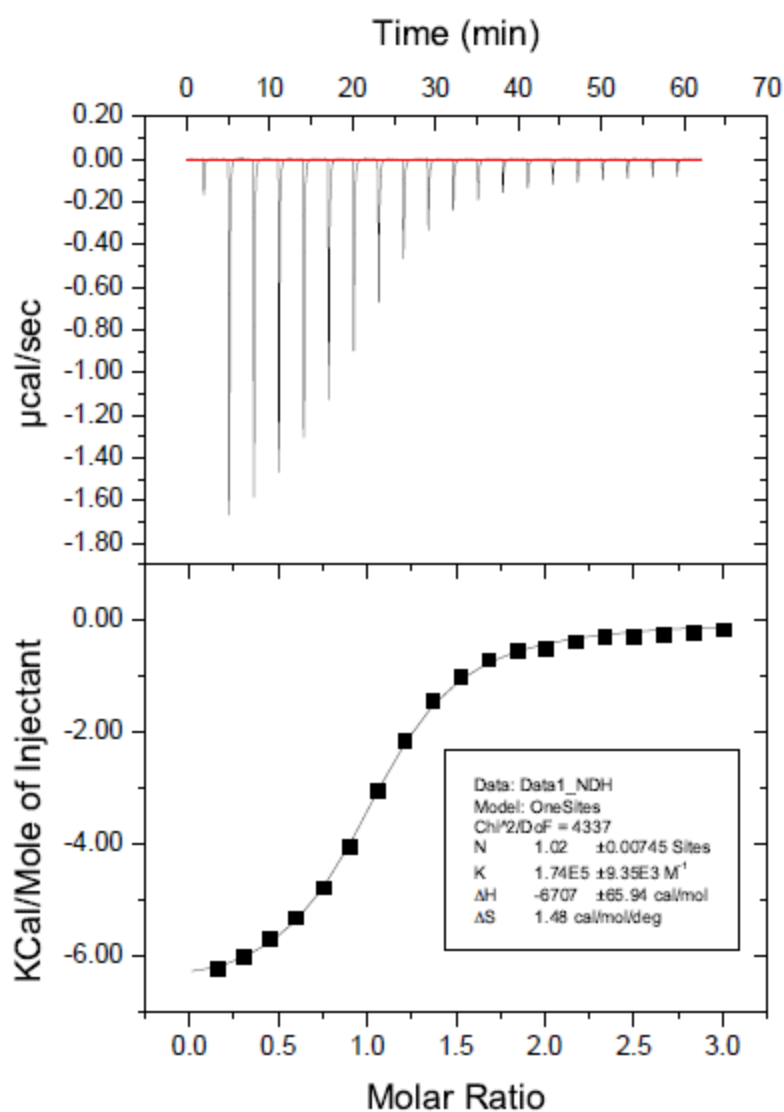 Time (min)
0 10 20 30 40 50 60 70
0.20
0.00
-0.20
-0.40
-0.60
-0.80
-1.00
-1.20
-1.40
-1.60
-1.80
µcal/sec
0.00
-2.00
-4.00
-6.00
KCal/Mole of Injectant
Data: Data1_NDH
Model: OneSites
Chi^2/DoF = 4337
N 1.02 ±0.00745 Sites
K 1.74E5 ±9.35E3 M⁻¹
ΔH -6707 ±65.94 cal/mol
ΔS 1.48 cal/mol/deg
0.0 0.5 1.0 1.5 2.0 2.5 3.0
Molar Ratio